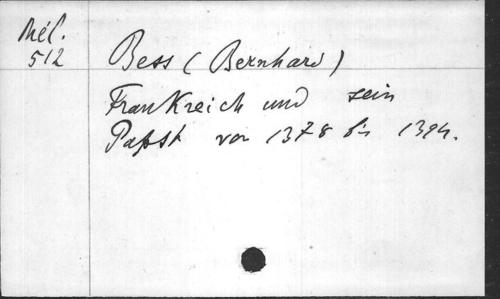 Mél.
512
Bess (Bernhard)
Frankreich und sein
Papst von 1378 bis 1394.